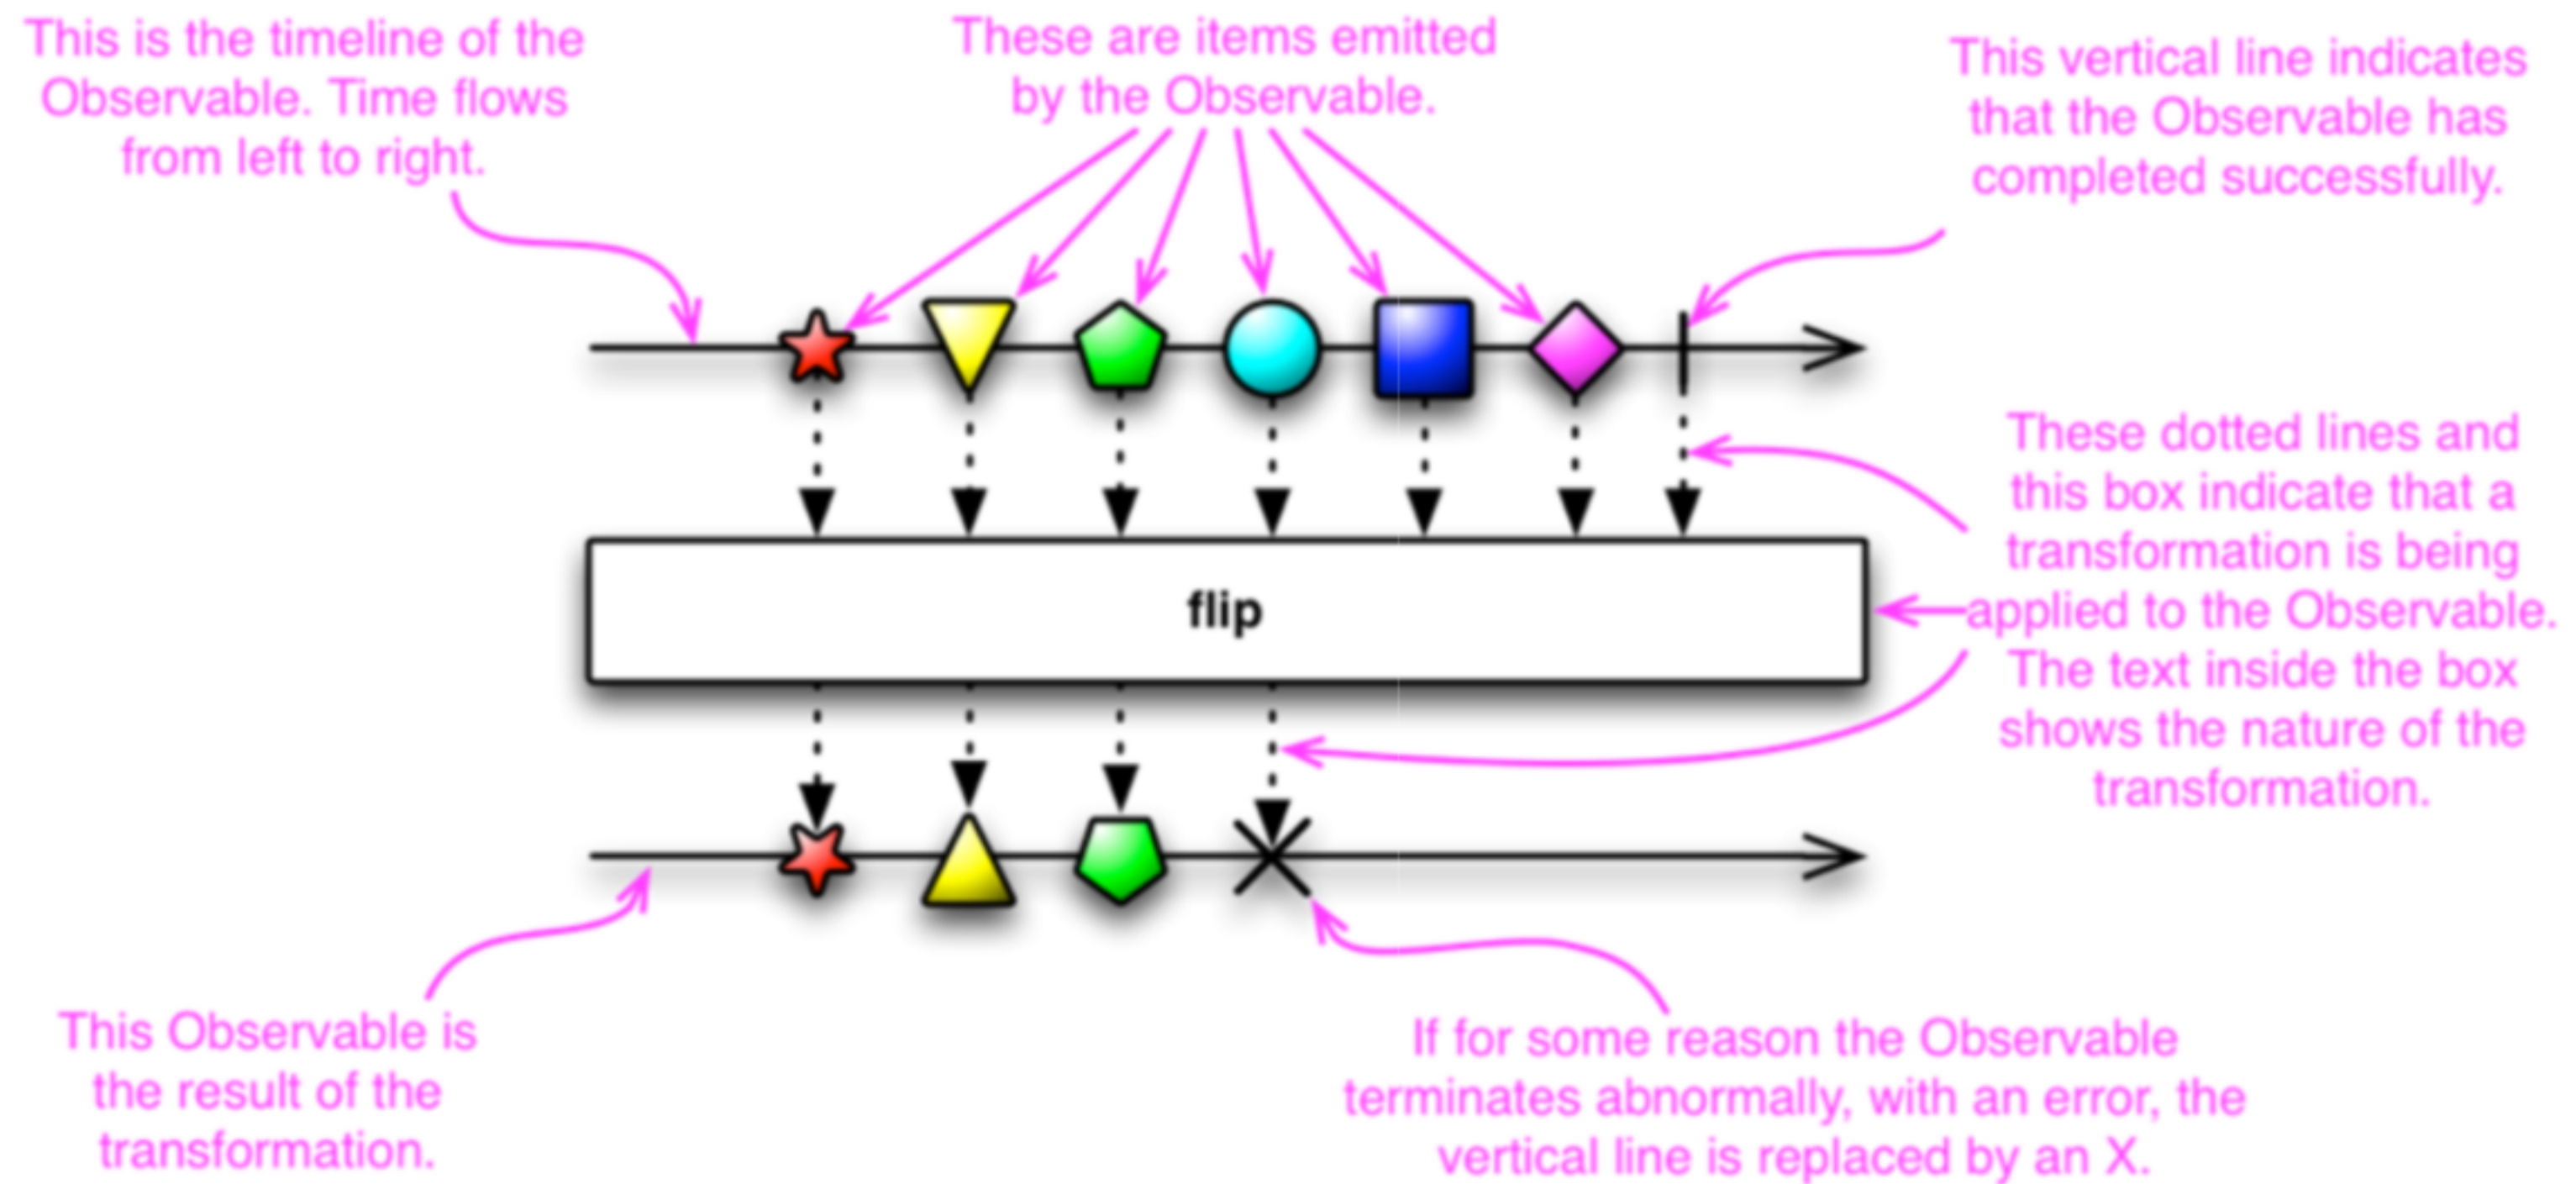 This is the timeline of the
Observable. Time flows
from left to right.
These are items emitted
by the Observable.
This vertical line indicates
that the Observable has
completed successfully.
These dotted lines and
this box indicate that a
transformation is being
applied to the Observable.
The text inside the box
shows the nature of the
transformation.
flip
This Observable is
the result of the
transformation.
If for some reason the Observable
terminates abnormally, with an error, the
vertical line is replaced by an X.